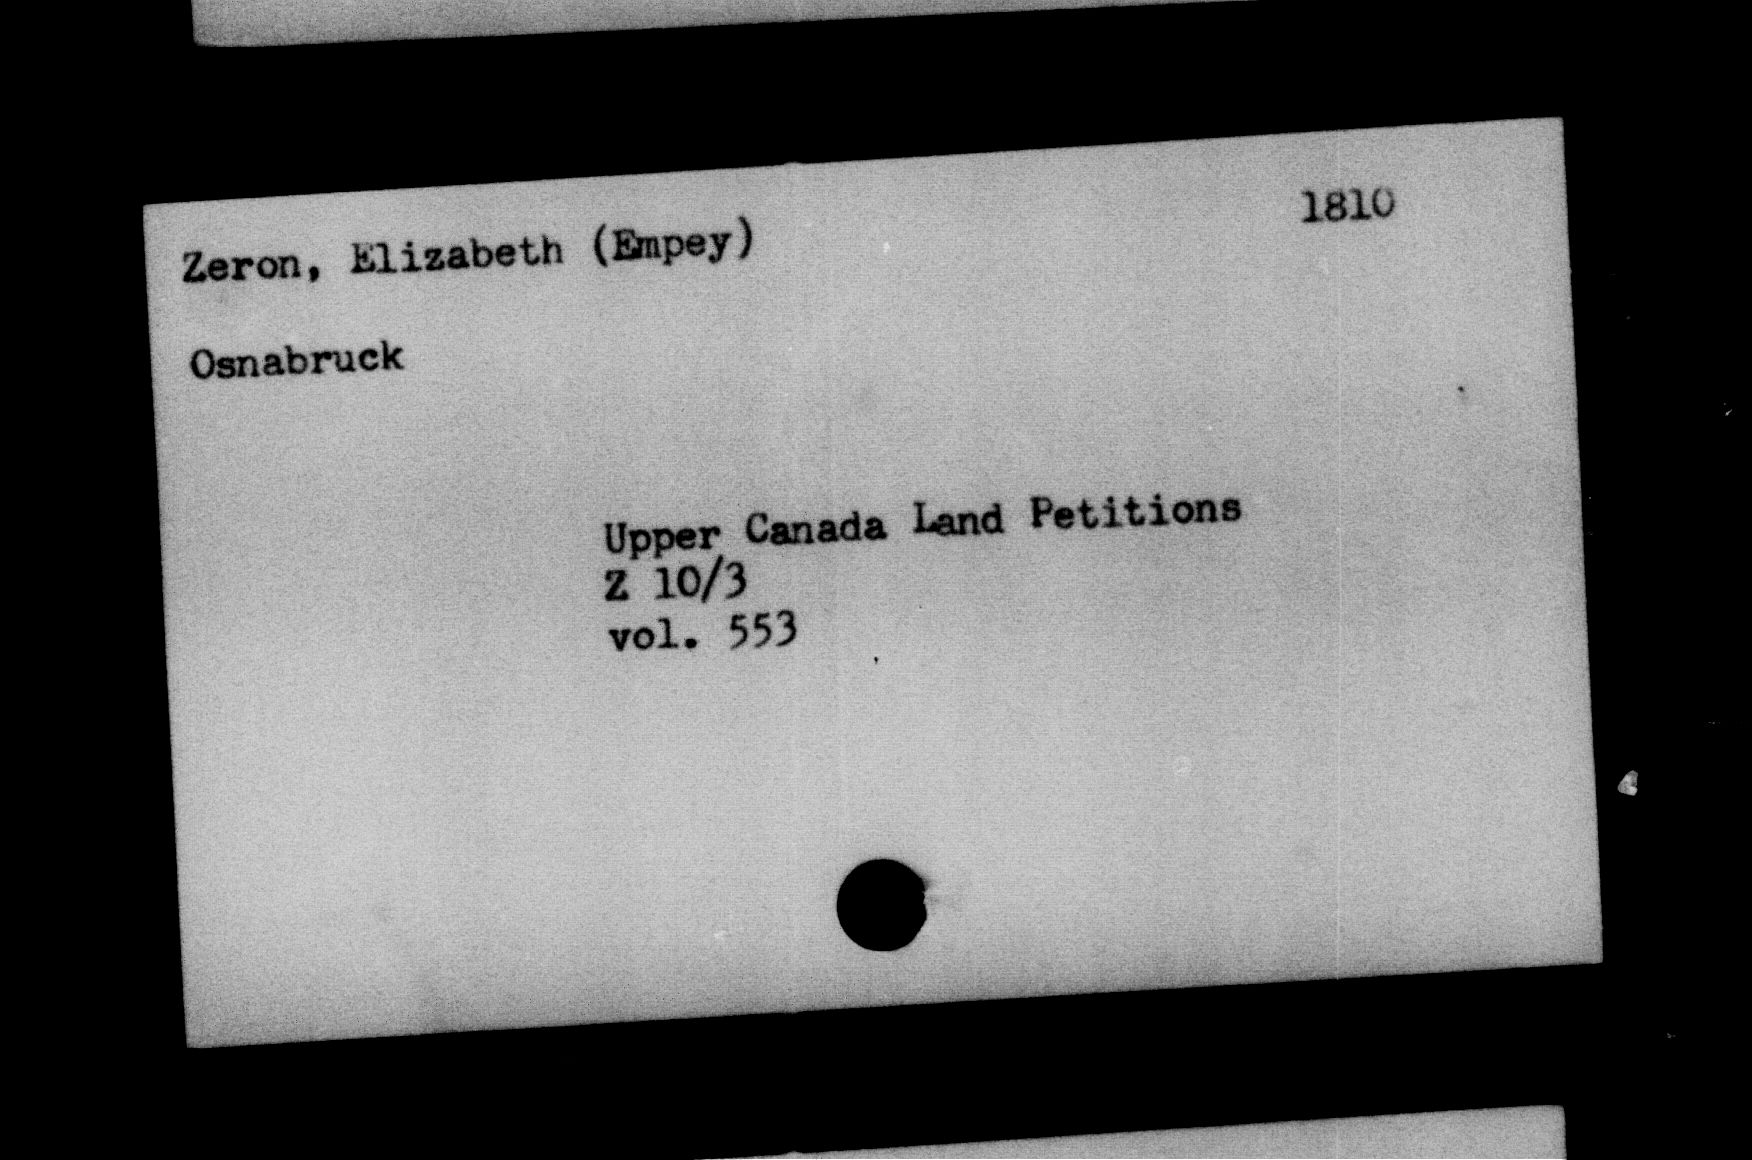 Zeron, Elizabeth (Empey) 1810
Osnabruck
Upper Canada Land Petitions
Z 10/3
vol. 553